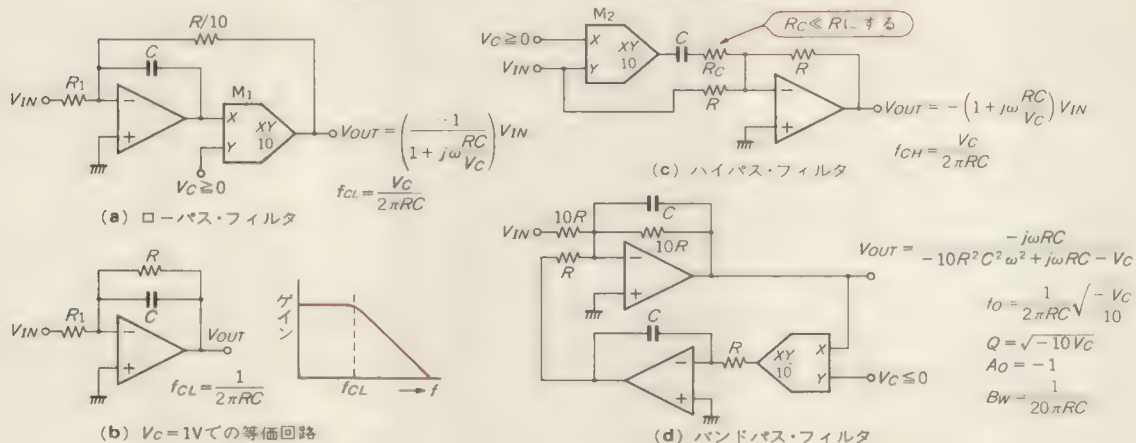 R/10
C
R1
VIN
M1
−
+
X
XY
10
Y
VC≧0
VOUT = (1 / (1 + jω RC/VC)) VIN
fCL = VC / 2πRC
(a) ローパス・フィルタ
R
C
R1
VIN
−
+
VOUT
fCL = 1 / 2πRC
ゲイン
fCL
f
(b) VC=1Vでの等価回路
M2
RC≪Rにする
VC≧0
X
XY
10
VIN
Y
C
RC
R
R
−
+
VOUT = −(1 + jω RC/VC) VIN
fCH = VC / 2πRC
(c) ハイパス・フィルタ
C
10R
VIN
10R
R
−
+
VOUT = −jωRC / (−10R²C²ω² + jωRC − VC)
fO = 1/2πRC √(−VC/10)
C
R
XY
10
X
Y
VC≦0
−
+
Q = √−10VC
AO = −1
BW = 1 / 20πRC
(d) バンドパス・フィルタ